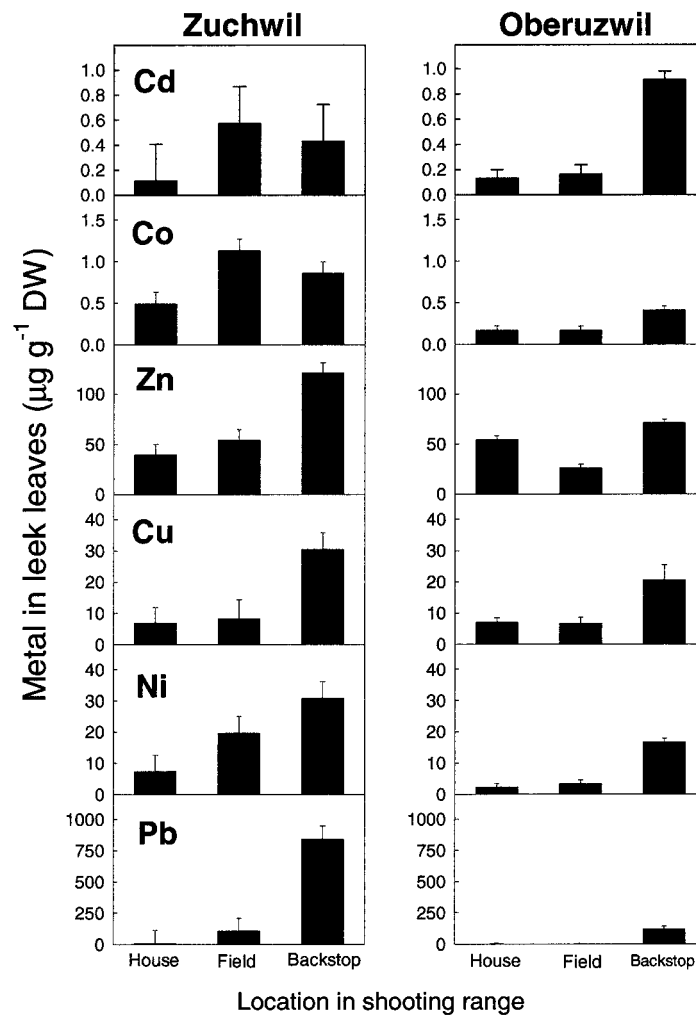 Zuchwil Oberuzwil
Metal in leek leaves (µg g⁻¹ DW)
Cd
1.0 1.0
0.8 0.8
0.6 0.6
0.4 0.4
0.2 0.2
0.0 0.0
Co
1.5 1.5
1.0 1.0
0.5 0.5
0.0 0.0
Zn
100 100
50 50
0 0
Cu
40 40
30 30
20 20
10 10
0 0
Ni
40 40
30 30
20 20
10 10
0 0
Pb
1000 1000
750 750
500 500
250 250
0 0
House Field Backstop House Field Backstop
Location in shooting range